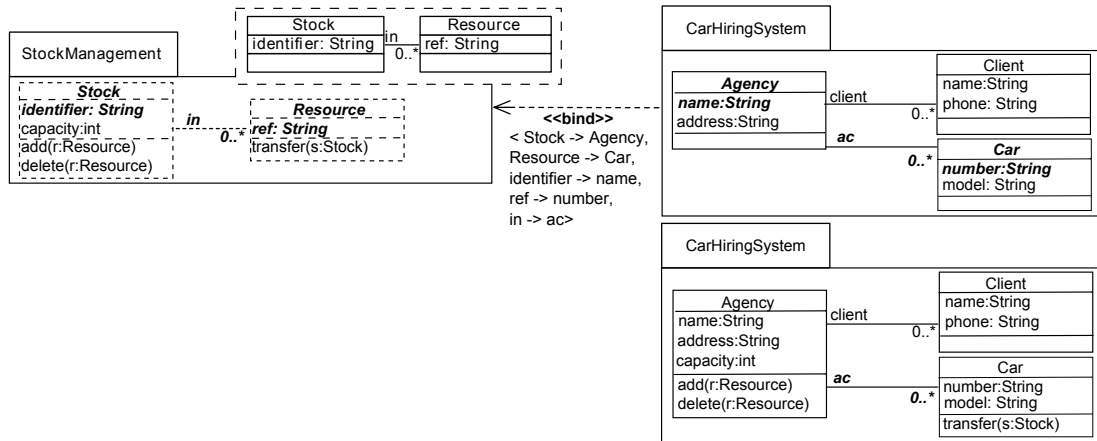 StockManagement
Stock
identifier: String
in
0..*
Resource
ref: String
Stock
identifier: String
capacity:int
add(r:Resource)
delete(r:Resource)
in
0..*
Resource
ref: String
transfer(s:Stock)
<<bind>>
< Stock -> Agency,
Resource -> Car,
identifier -> name,
ref -> number,
in -> ac>
CarHiringSystem
Agency
name:String
address:String
client
0..*
Client
name:String
phone: String
ac
0..*
Car
number:String
model: String
CarHiringSystem
Agency
name:String
address:String
capacity:int
add(r:Resource)
delete(r:Resource)
client
0..*
Client
name:String
phone: String
ac
0..*
Car
number:String
model: String
transfer(s:Stock)